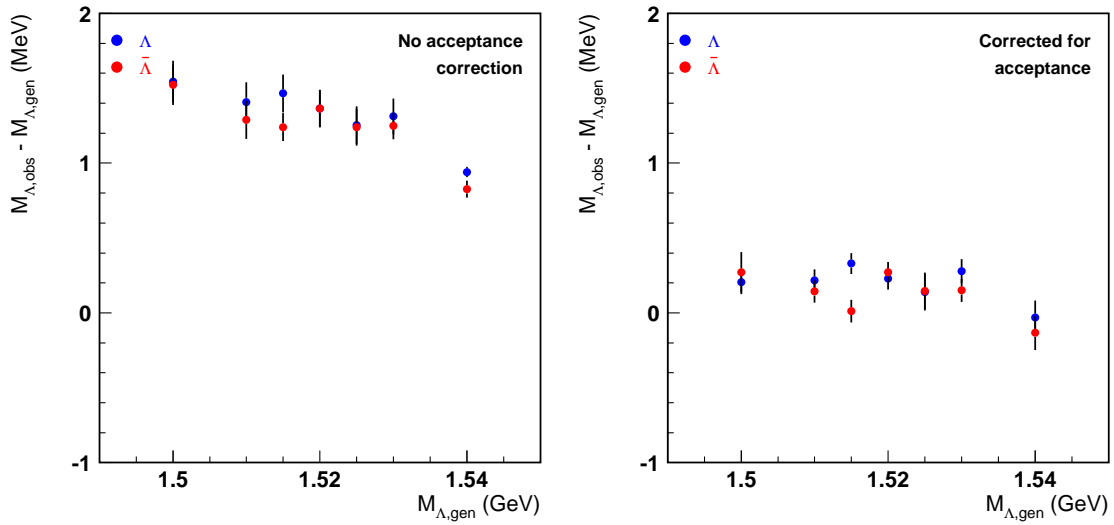 M_Λ,obs - M_Λ,gen (MeV)
2
1
0
-1
Λ
Λ̄
No acceptance
correction
1.5
1.52
1.54
M_Λ,gen (GeV)
M_Λ,obs - M_Λ,gen (MeV)
2
1
0
-1
Λ
Λ̄
Corrected for
acceptance
1.5
1.52
1.54
M_Λ,gen (GeV)